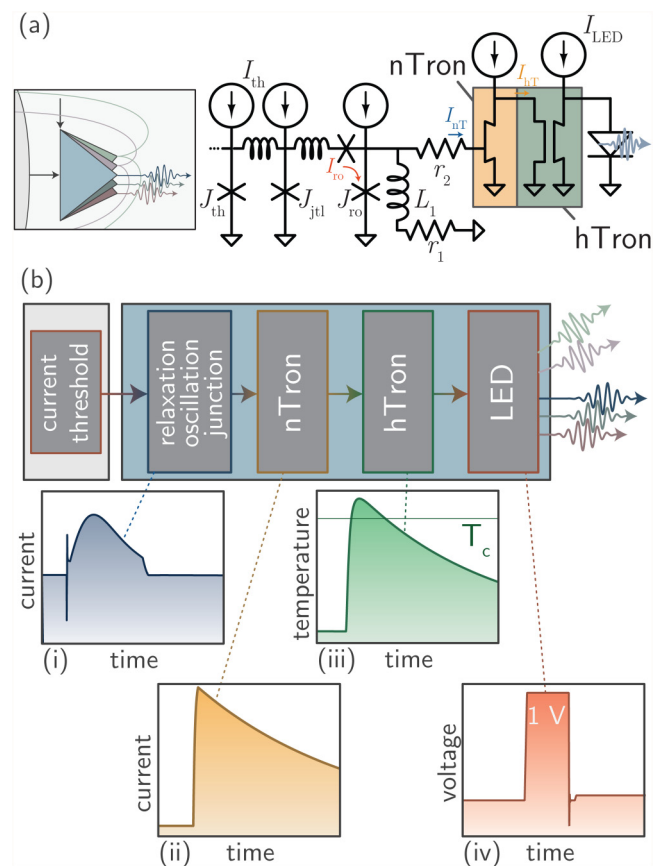 (a)
I_th
nTron
I_LED
I_hT
I_nT
I_ro
r_2
J_th
J_jtl
J_ro
L_1
r_1
hTron
(b)
current
threshold
relaxation
oscillation
junction
nTron
hTron
LED
current
(i)
time
temperature
T_c
(iii)
time
current
(ii)
time
1 V
voltage
(iv)
time